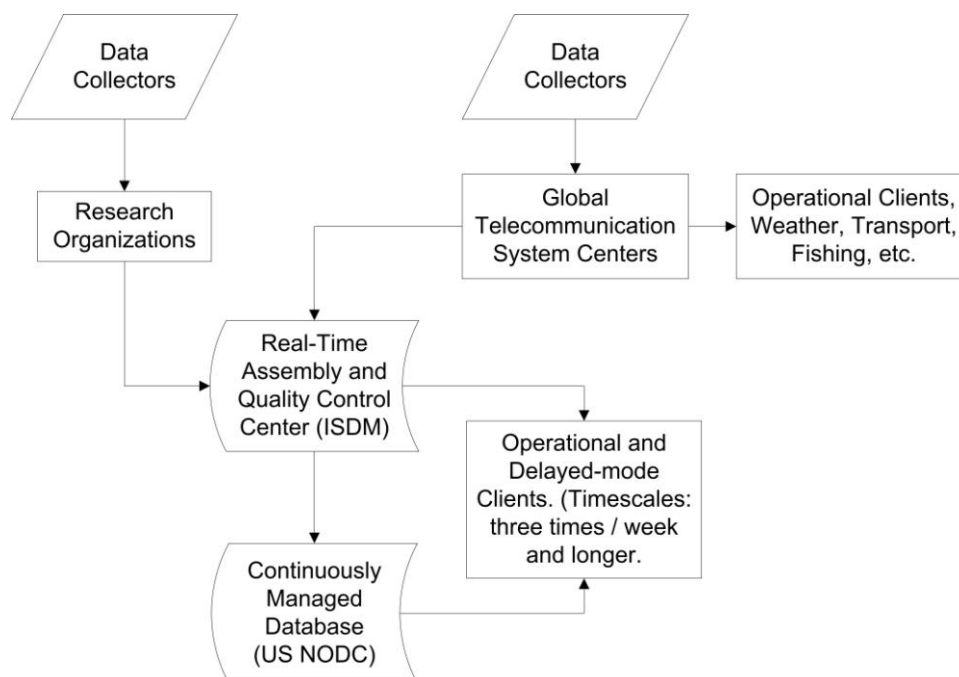 Data
Collectors
Data
Collectors
Research
Organizations
Global
Telecommunication
System Centers
Operational Clients,
Weather, Transport,
Fishing, etc.
Real-Time
Assembly and
Quality Control
Center (ISDM)
Operational and
Delayed-mode
Clients. (Timescales:
three times / week
and longer.
Continuously
Managed
Database
(US NODC)